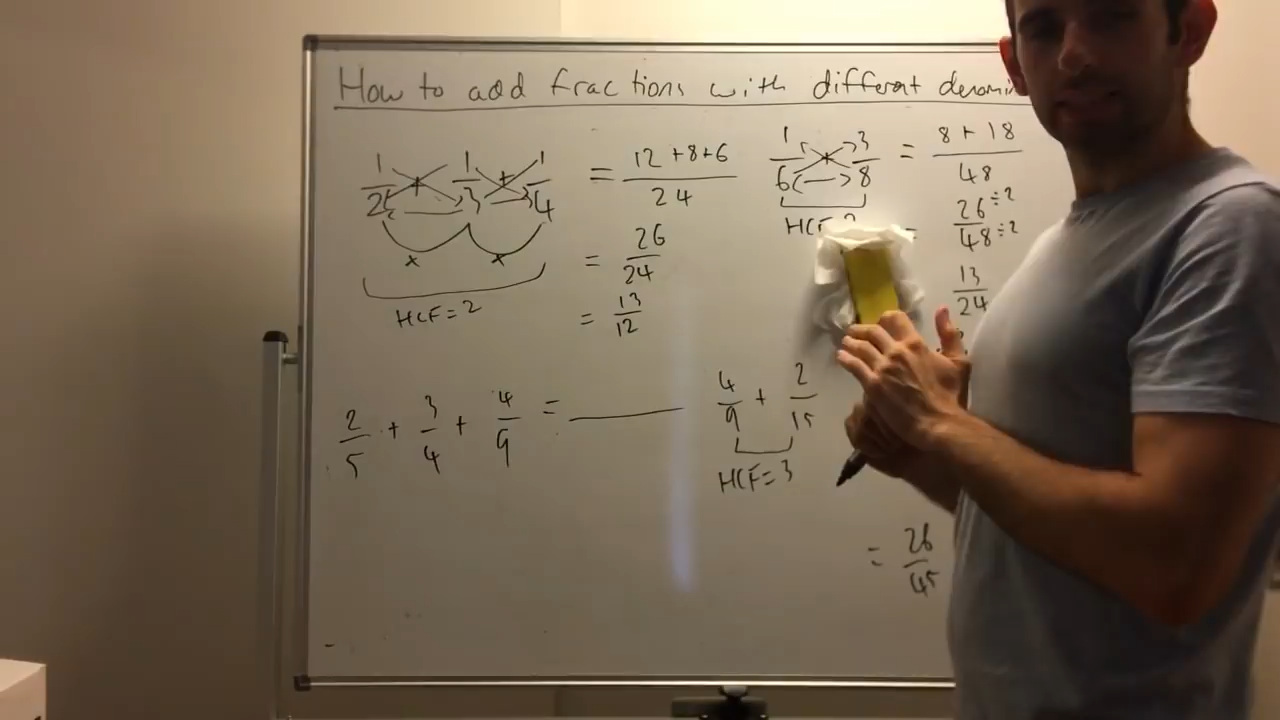 How to add fractions with different
1/2 + 1/3 + 1/4 = 12 + 8 + 6 / 24
× ×
HCF = 2
= 26/24
= 13/12
1/6 + 3/8 = 8 + 18 / 48
HCF
= 26 ÷2 / 48 ÷2
13/24
2/5 + 3/4 + 4/9 =
4/9 + 2/15
HCF = 3
= 26/45